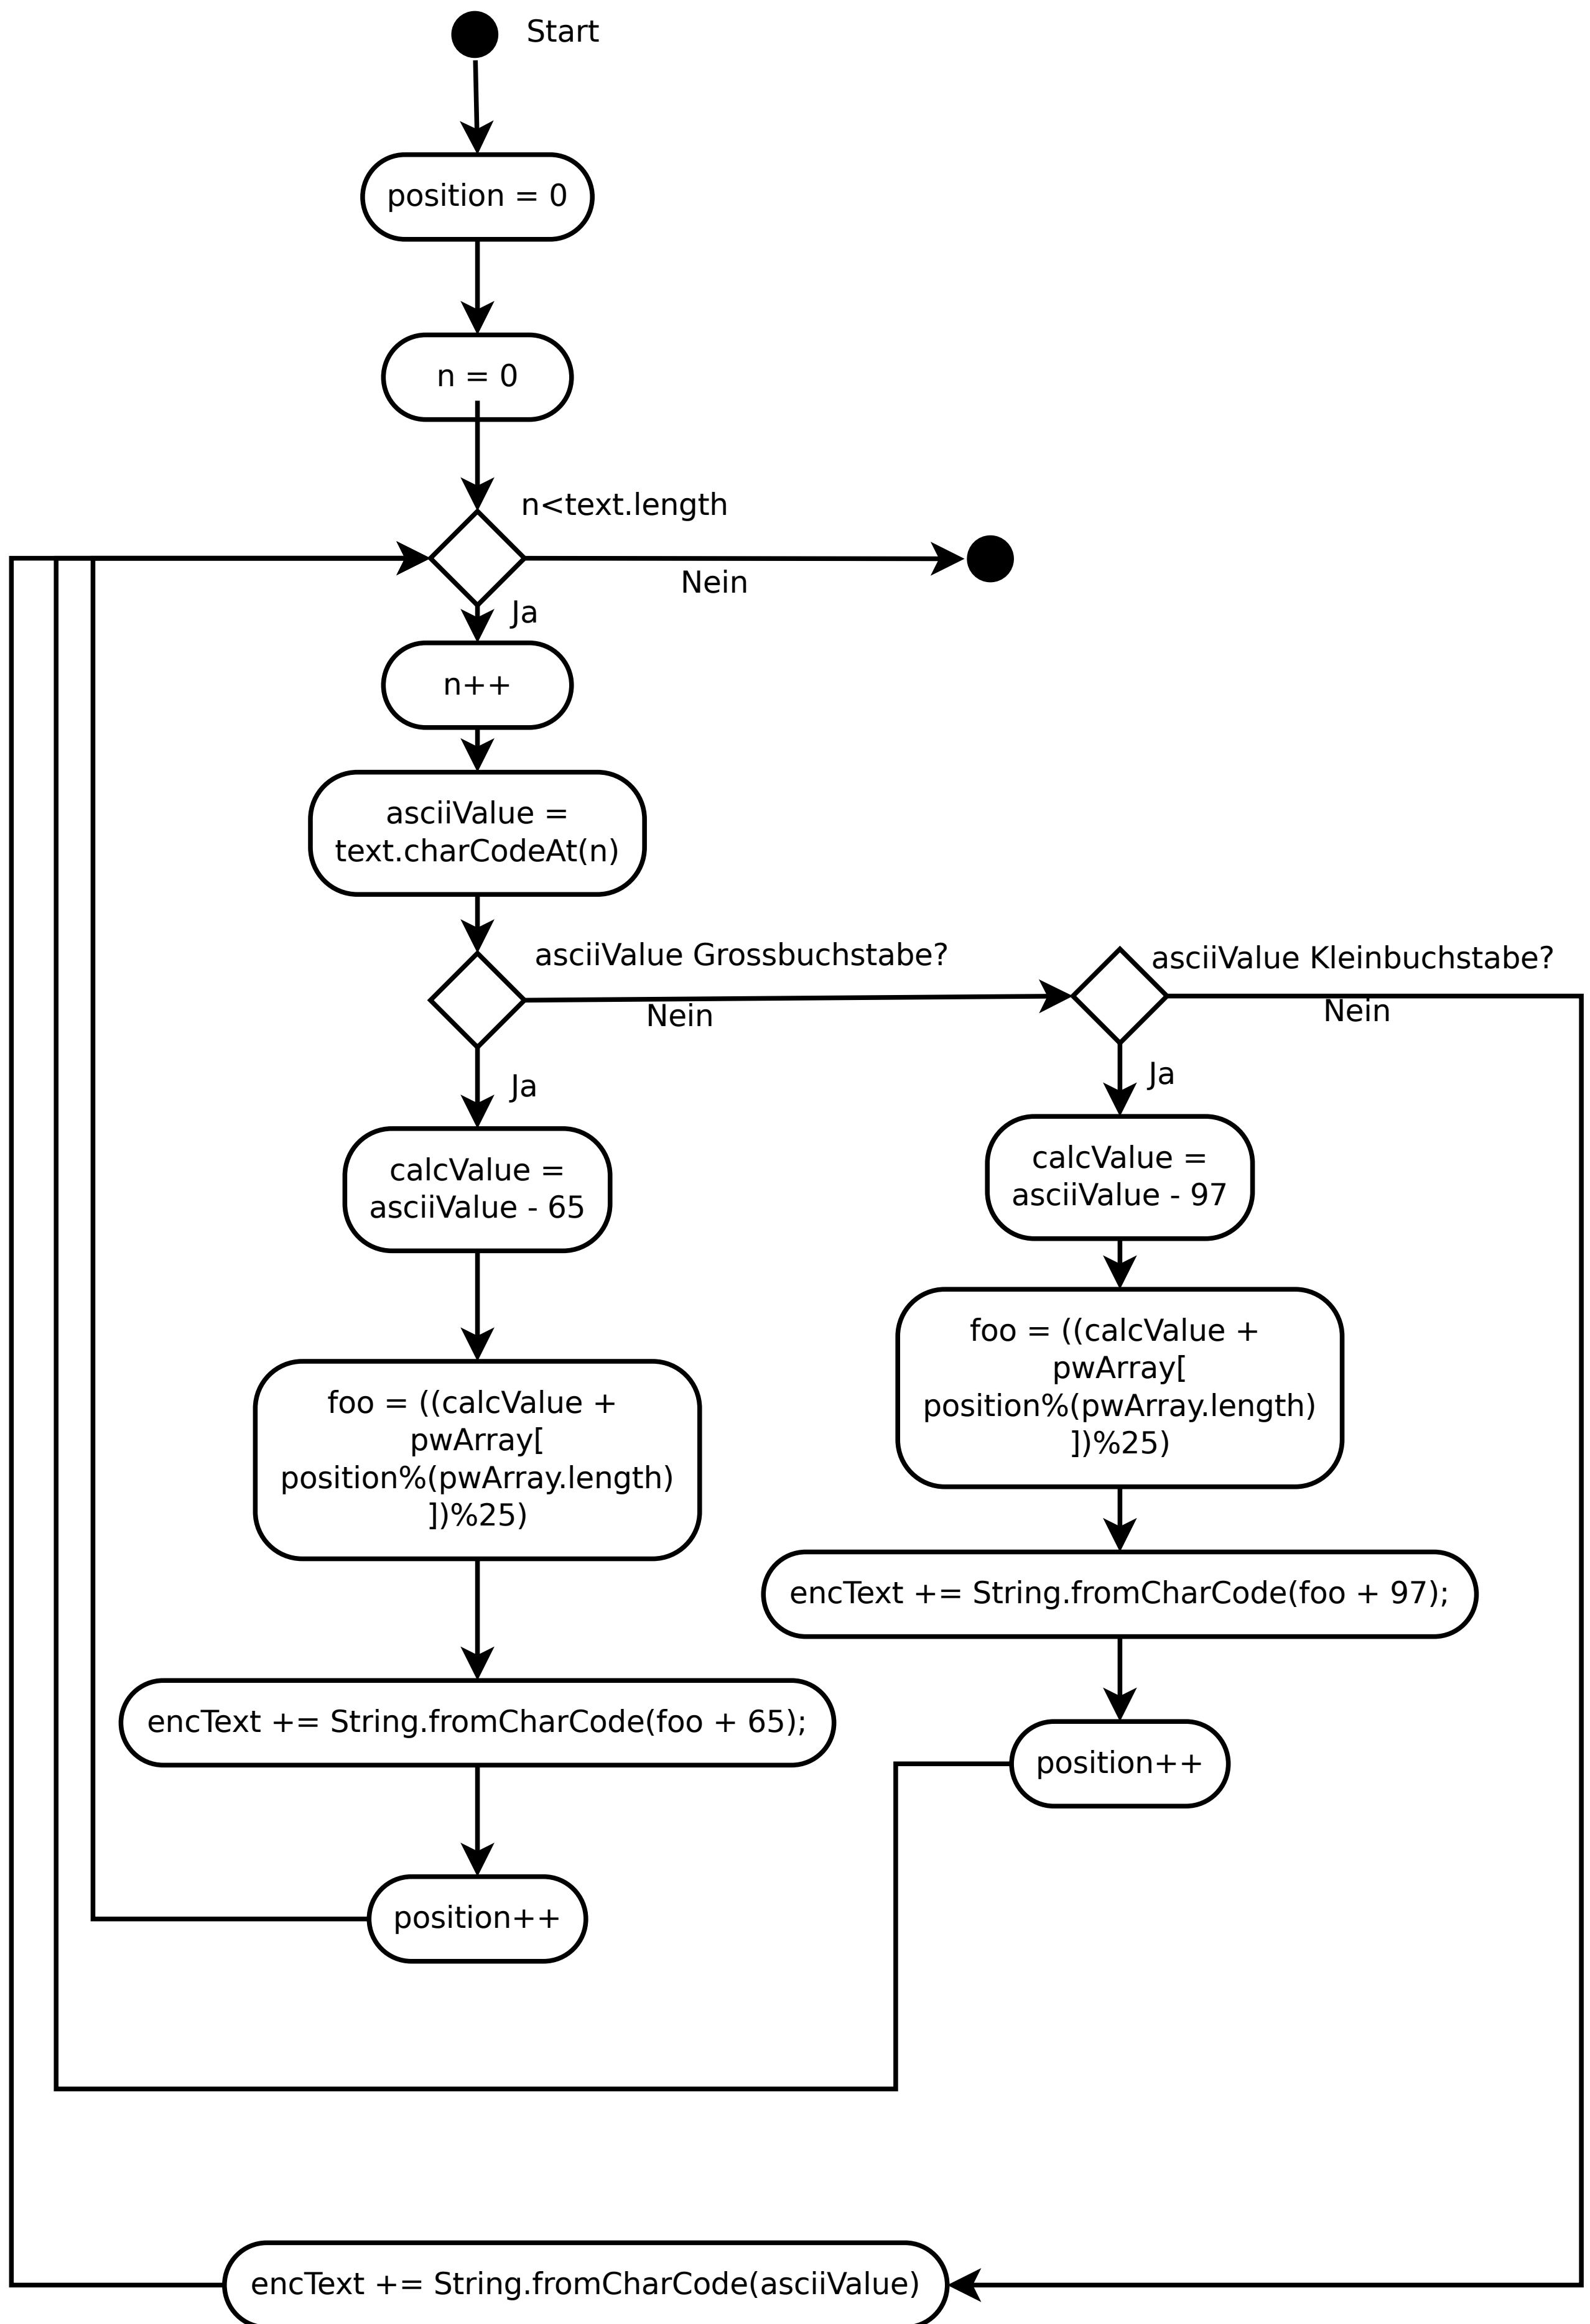 Start
position = 0
n = 0
n<text.length
Nein
Ja
n++
asciiValue =
text.charCodeAt(n)
asciiValue Grossbuchstabe?
Nein
Ja
asciiValue Kleinbuchstabe?
Nein
Ja
calcValue =
asciiValue - 65
calcValue =
asciiValue - 97
foo = ((calcValue +
pwArray[
position%(pwArray.length)
])%25)
foo = ((calcValue +
pwArray[
position%(pwArray.length)
])%25)
encText += String.fromCharCode(foo + 97);
encText += String.fromCharCode(foo + 65);
position++
position++
encText += String.fromCharCode(asciiValue)